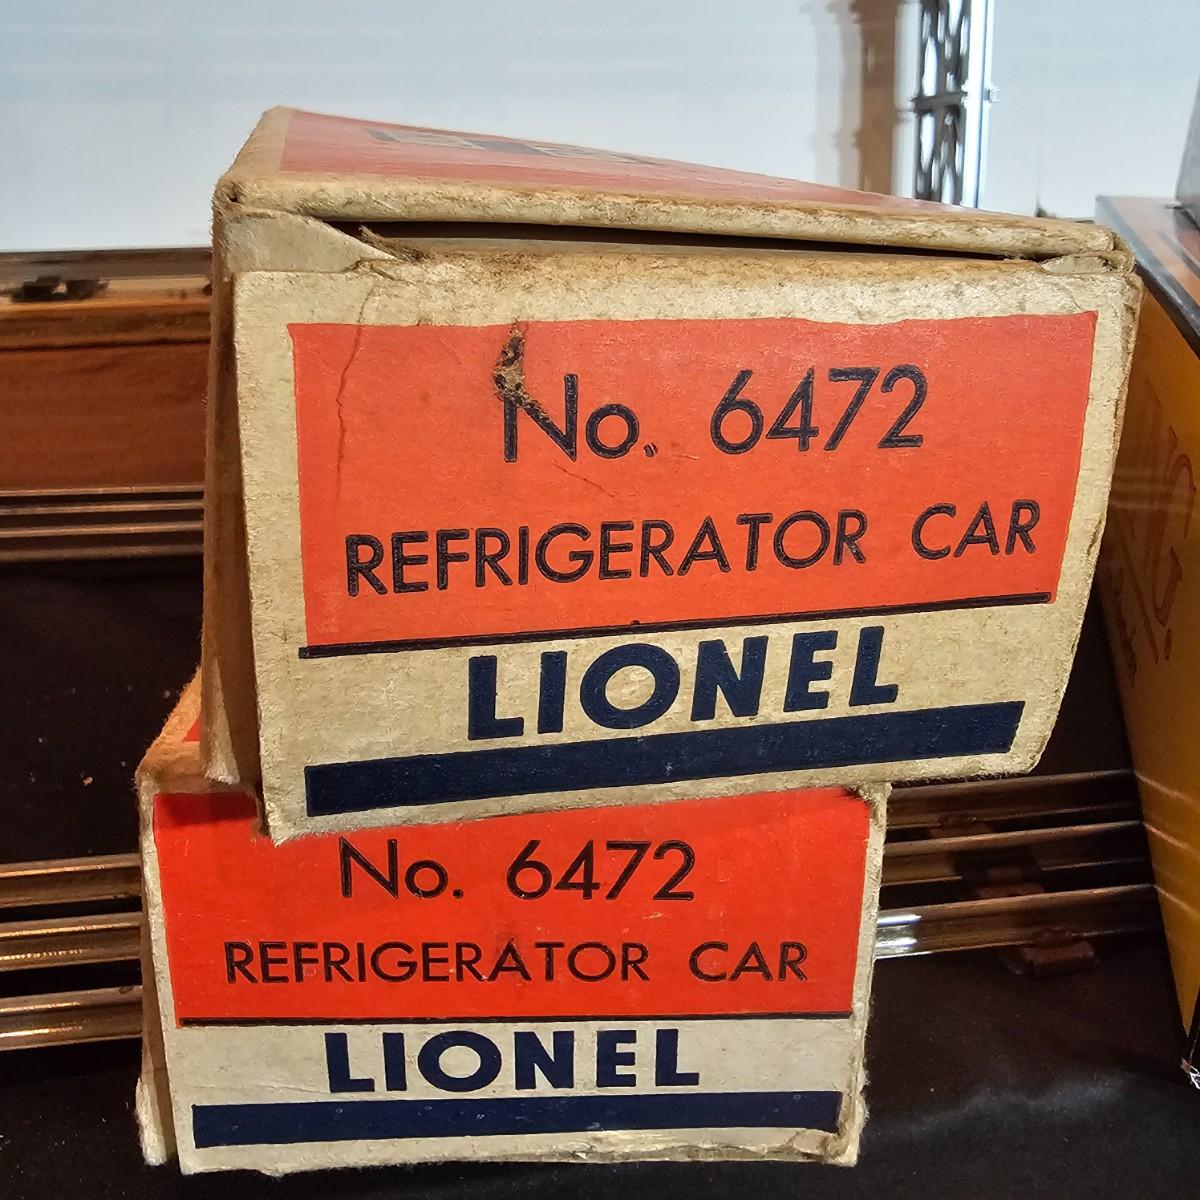 No. 6472
REFRIGERATOR CAR
LIONEL
No. 6472
REFRIGERATOR CAR
LIONEL